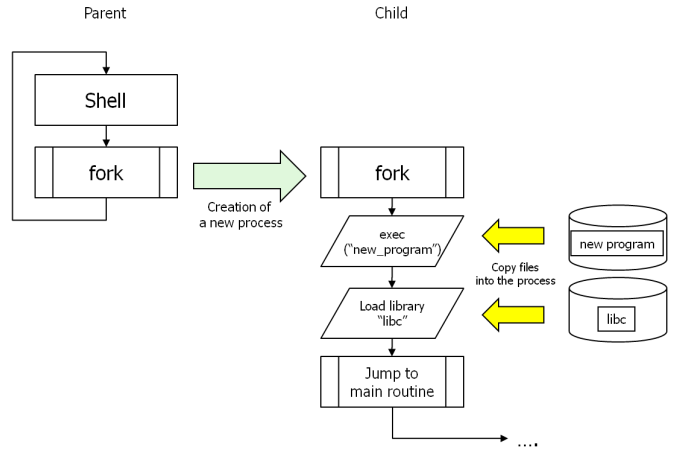 Parent
Child
Shell
fork
Creation of
a new process
fork
exec
("new_program")
new program
Copy files
into the process
Load library
"libc"
libc
Jump to
main routine
....